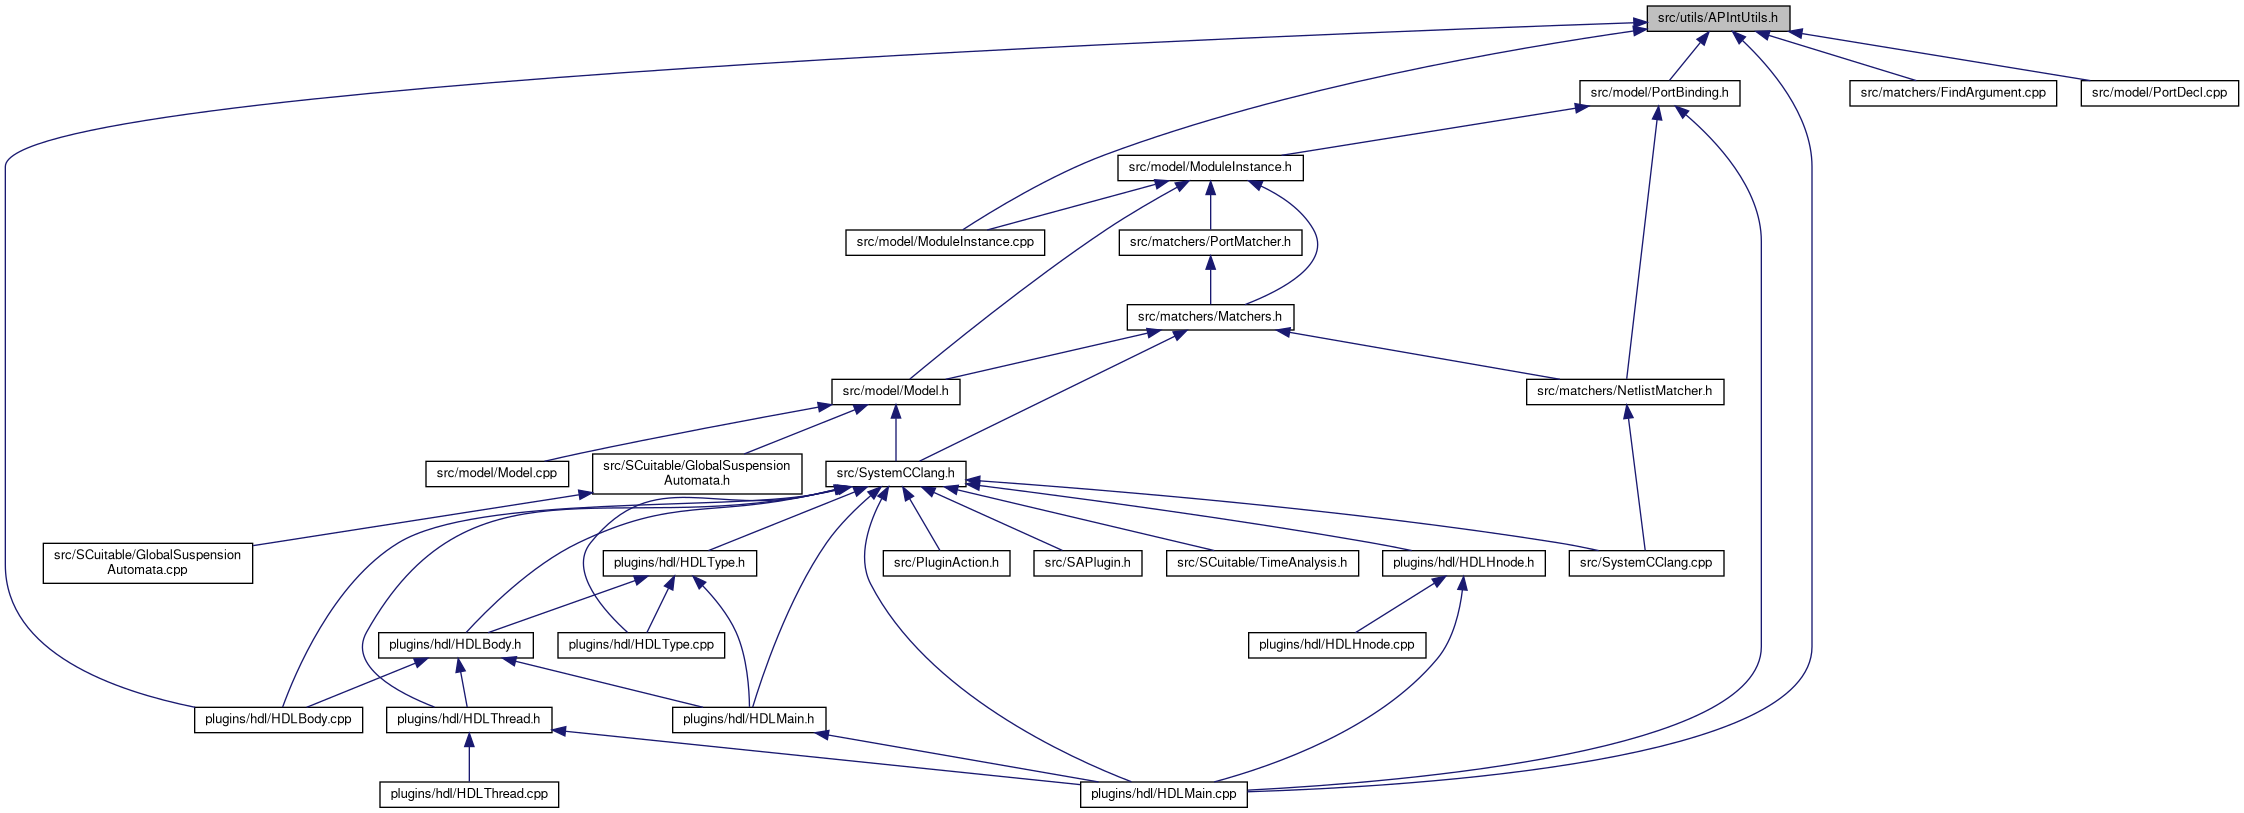 src/utils/APIntUtils.h
src/model/PortBinding.h
src/matchers/FindArgument.cpp
src/model/PortDecl.cpp
src/model/ModuleInstance.h
src/model/ModuleInstance.cpp
src/matchers/PortMatcher.h
src/matchers/Matchers.h
src/model/Model.h
src/matchers/NetlistMatcher.h
src/model/Model.cpp
src/SCuitable/GlobalSuspension
Automata.h
src/SystemCClang.h
src/SCuitable/GlobalSuspension
Automata.cpp
plugins/hdl/HDLType.h
src/PluginAction.h
src/SAPlugin.h
src/SCuitable/TimeAnalysis.h
plugins/hdl/HDLHnode.h
src/SystemCClang.cpp
plugins/hdl/HDLBody.h
plugins/hdl/HDLType.cpp
plugins/hdl/HDLHnode.cpp
plugins/hdl/HDLBody.cpp
plugins/hdl/HDLThread.h
plugins/hdl/HDLMain.h
plugins/hdl/HDLThread.cpp
plugins/hdl/HDLMain.cpp